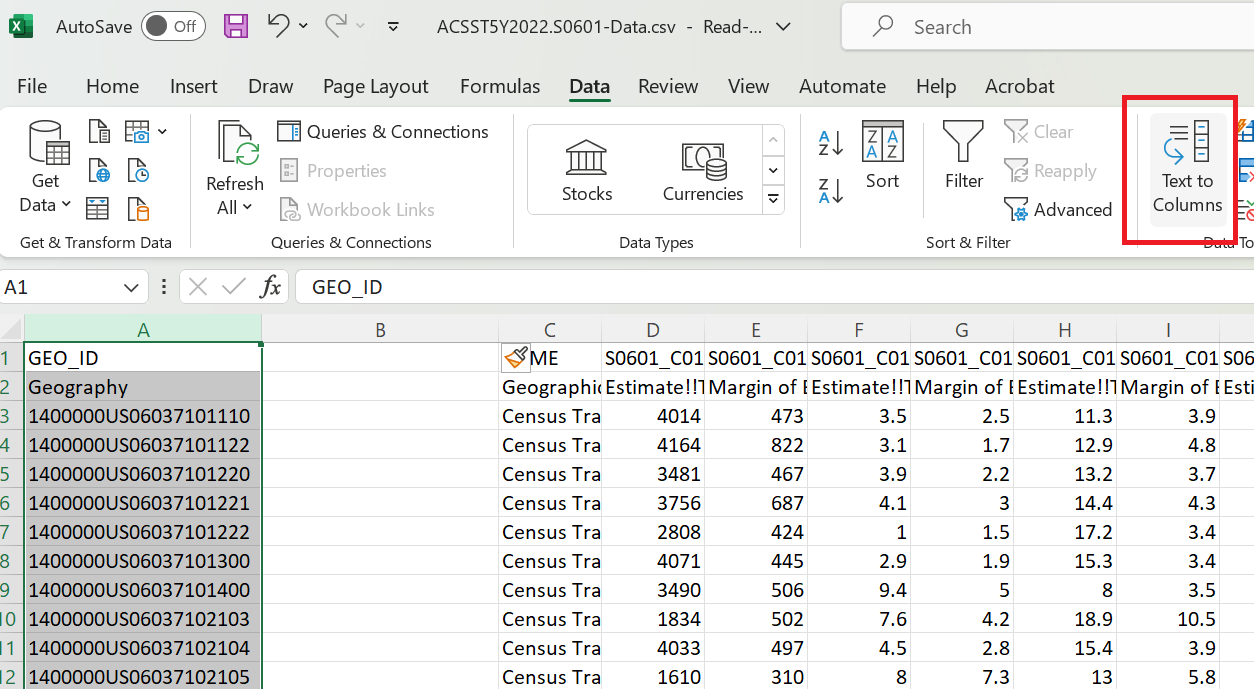 AutoSave Off ACSST5Y2022.S0601-Data.csv - Read-... Search
File Home Insert Draw Page Layout Formulas Data Review View Automate Help Acrobat
Get Data
Refresh All
Queries & Connections
Properties
Workbook Links
Stocks
Currencies
Sort
Filter
Clear
Reapply
Advanced
Text to Columns
Get & Transform Data Queries & Connections Data Types Sort & Filter Data To
A1 fx GEO_ID
A B C D E F G H I
1 GEO_ID ME S0601_C01 S0601_C01 S0601_C01 S0601_C01 S0601_C01 S0601_C01 S06
2 Geography Geographic Estimate!!T Margin of E Estimate!!T Margin of E Estimate!!T Margin of E Esti
3 1400000US06037101110 Census Tra 4014 473 3.5 2.5 11.3 3.9
4 1400000US06037101122 Census Tra 4164 822 3.1 1.7 12.9 4.8
5 1400000US06037101220 Census Tra 3481 467 3.9 2.2 13.2 3.7
6 1400000US06037101221 Census Tra 3756 687 4.1 3 14.4 4.3
7 1400000US06037101222 Census Tra 2808 424 1 1.5 17.2 3.4
8 1400000US06037101300 Census Tra 4071 445 2.9 1.9 15.3 3.4
9 1400000US06037101400 Census Tra 3490 506 9.4 5 8 3.5
10 1400000US06037102103 Census Tra 1834 502 7.6 4.2 18.9 10.5
11 1400000US06037102104 Census Tra 4033 497 4.5 2.8 15.4 3.9
12 1400000US06037102105 Census Tra 1610 310 8 7.3 13 5.8